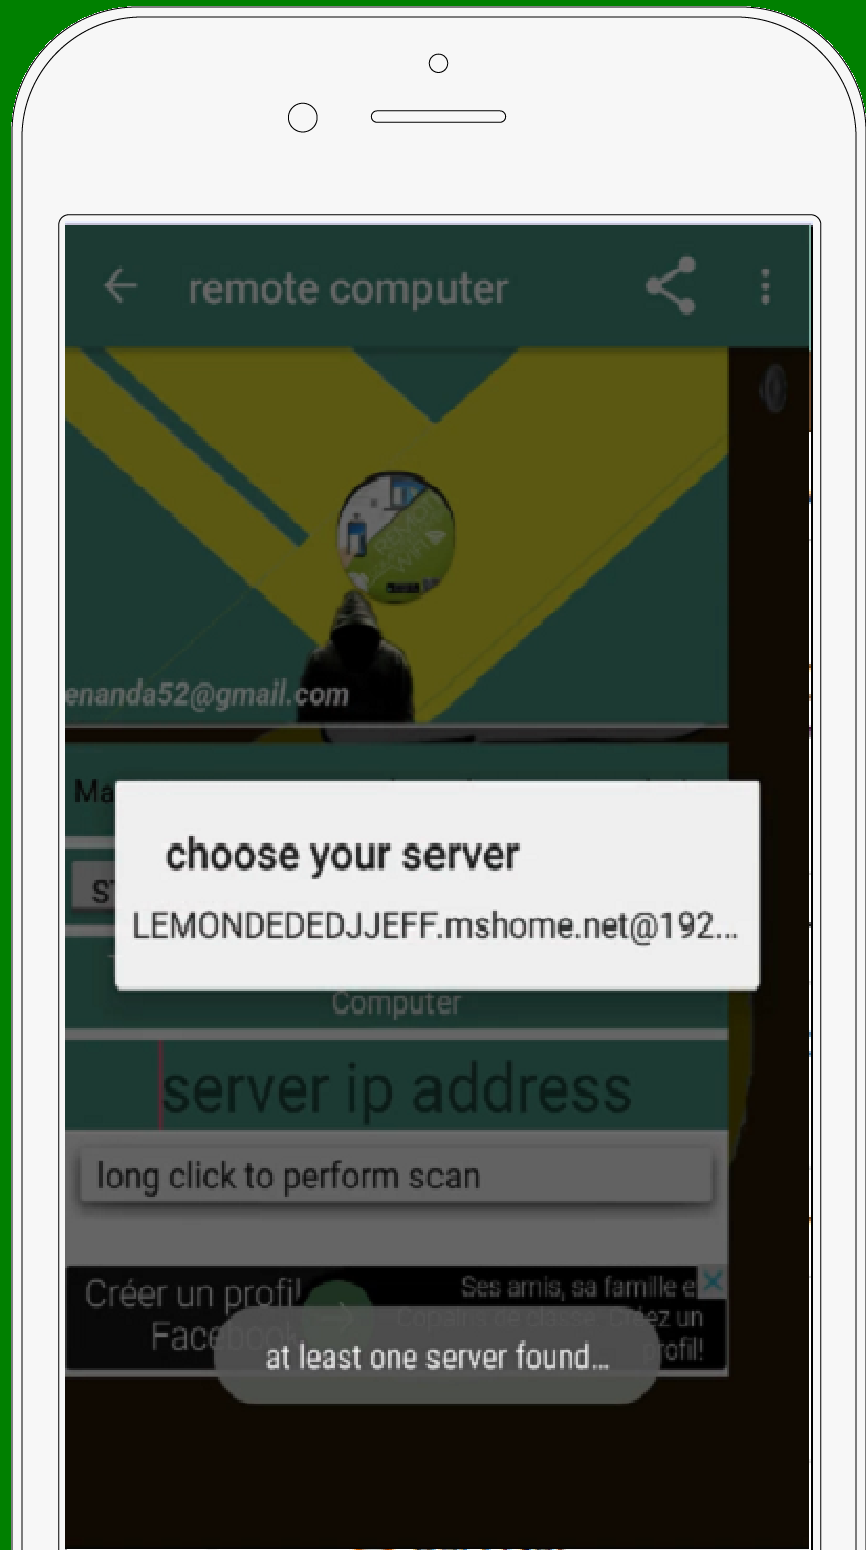 remote computer
enanda52@gmail.com
Ma
choose your server
LEMONDEDEDJJEFF.mshome.net@192...
Computer
server ip address
long click to perform scan
Créer un profil
Facebook
Ses amis, sa famille e
Copains de classe. Créez un
profil!
at least one server found...